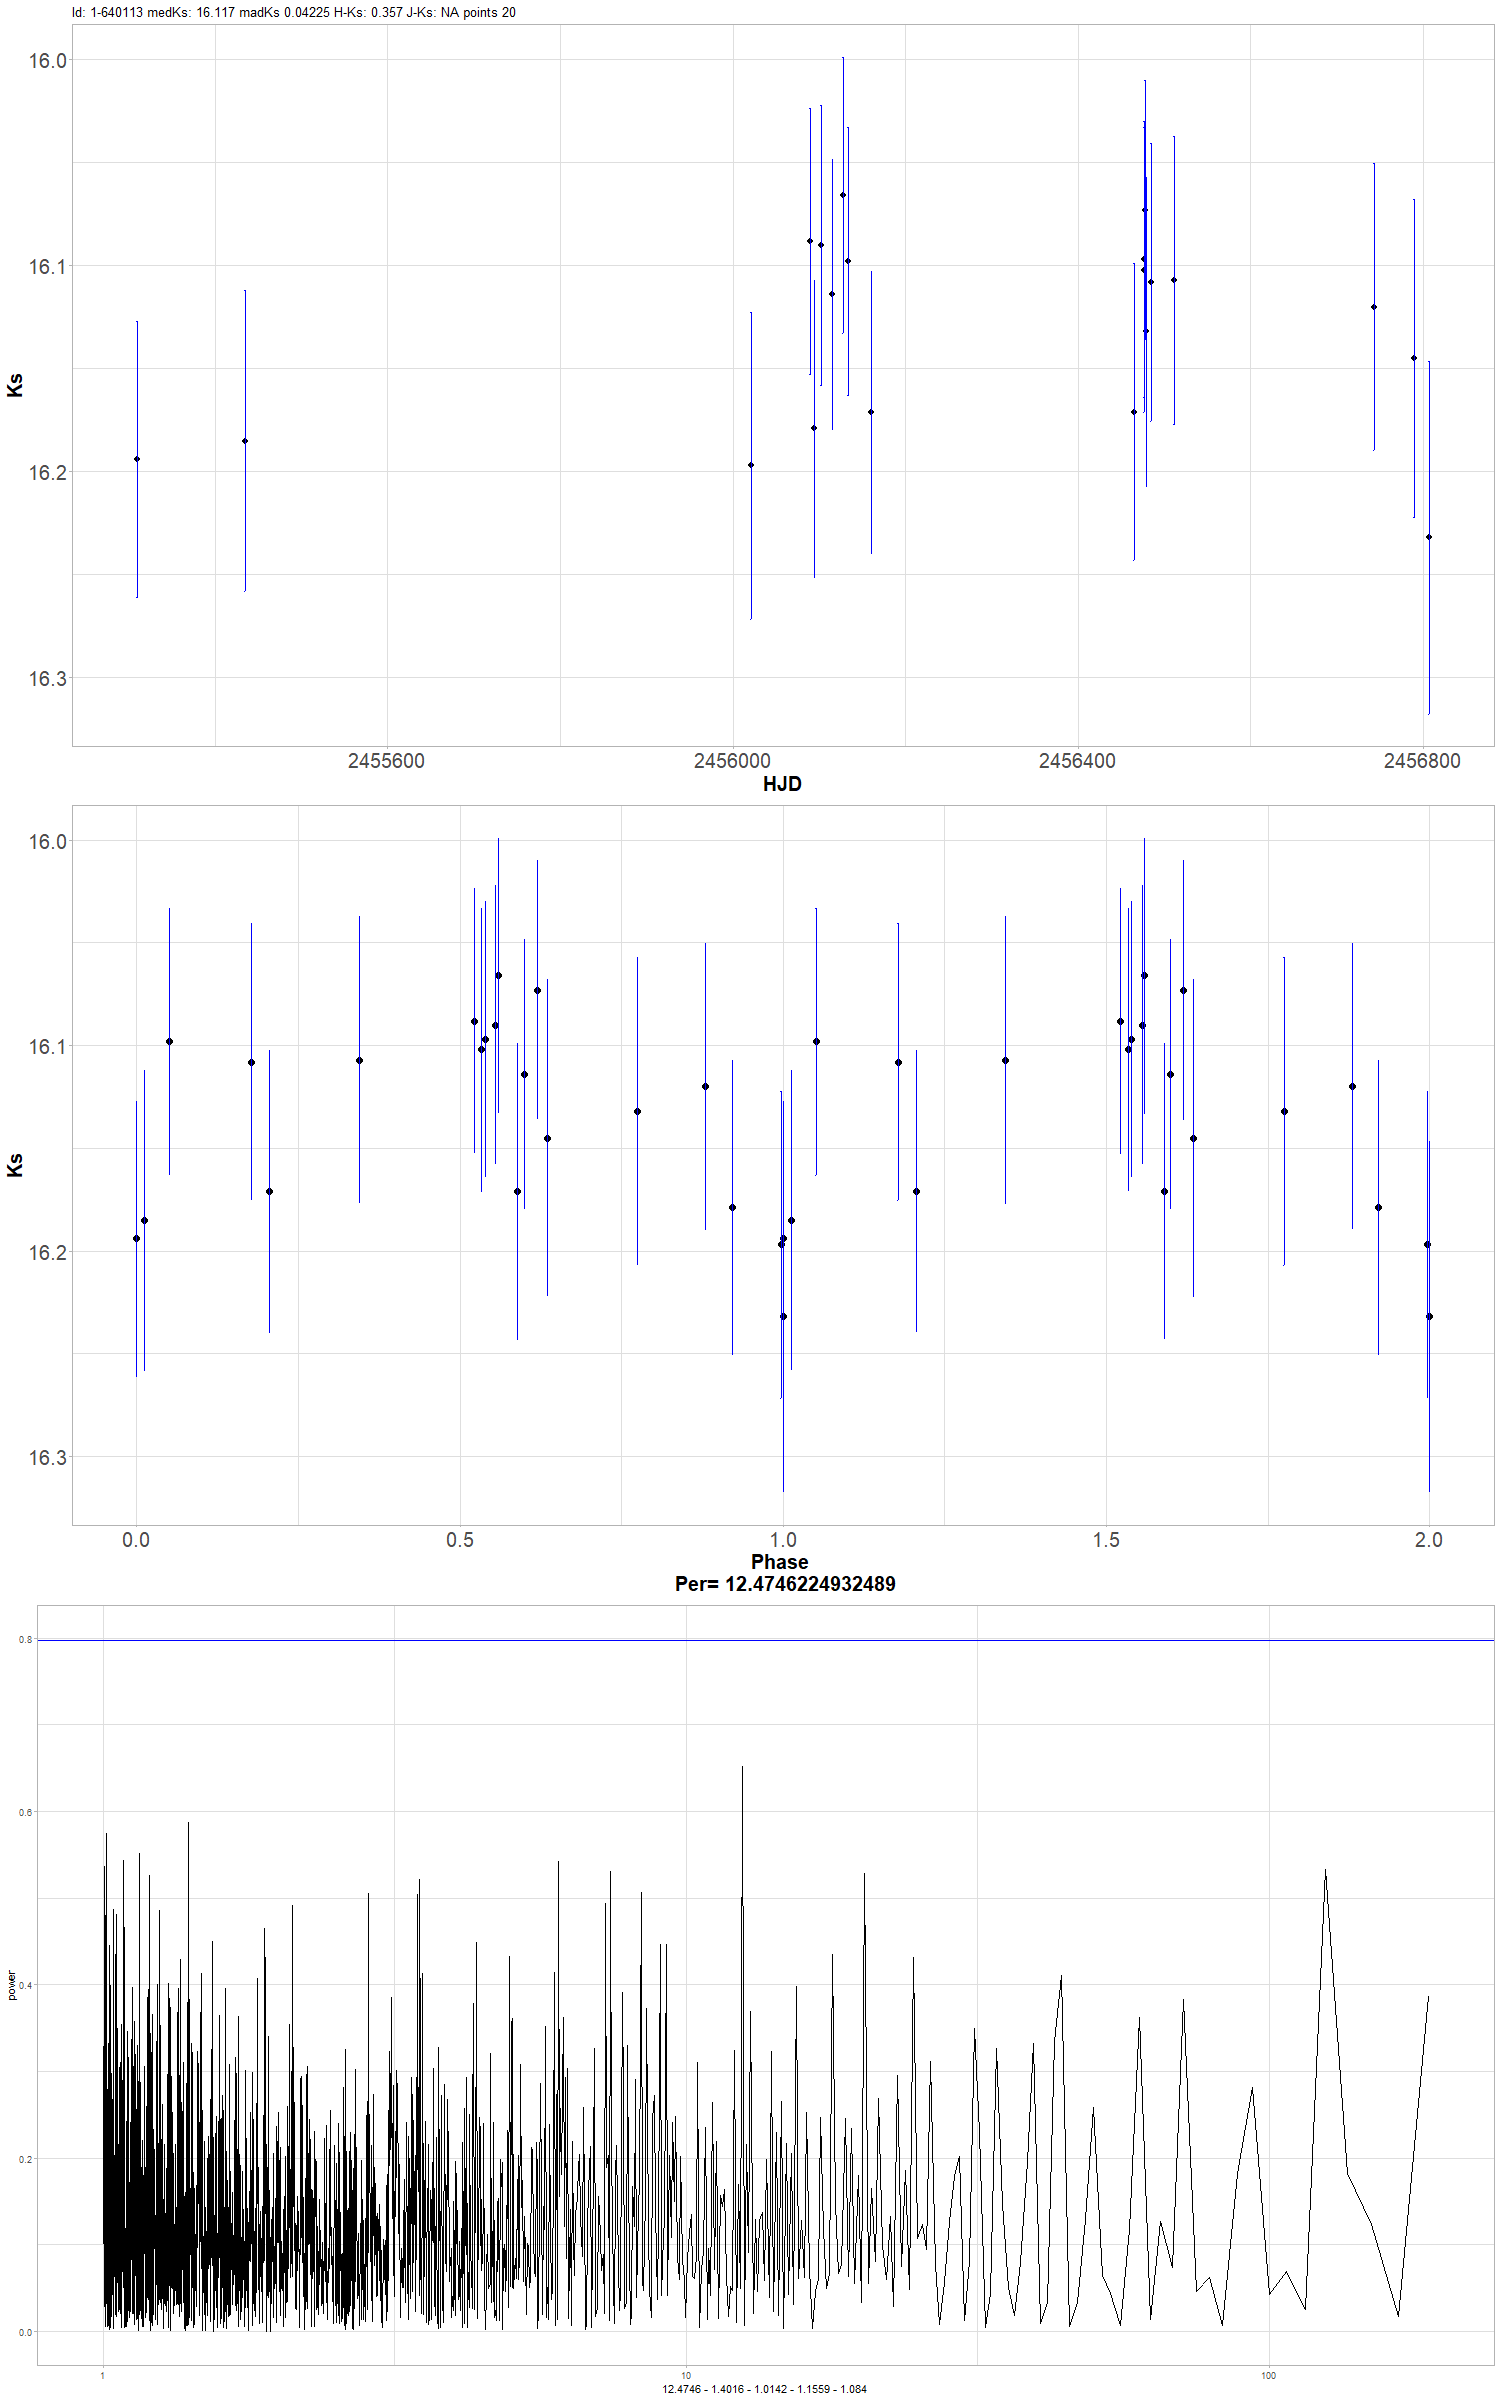 Id: 1-640113 medKs: 16.117 madKs 0.04225 H-Ks: 0.357 J-Ks: NA points 20
16.0
16.1
16.2
16.3
Ks
2455600 2456000 2456400 2456800
HJD
16.0
16.1
16.2
16.3
Ks
0.0 0.5 1.0 1.5 2.0
Phase
Per= 12.4746224932489
0.8
0.6
0.4
0.2
0.0
power
1 10 100
12.4746 - 1.4016 - 1.0142 - 1.1559 - 1.084